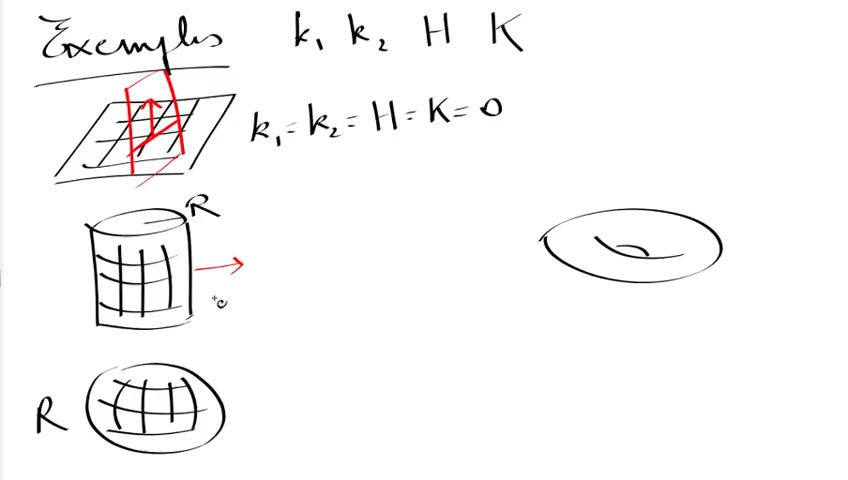 Exemples k₁ k₂ H K
k₁ = k₂ = H = K = 0
R
R